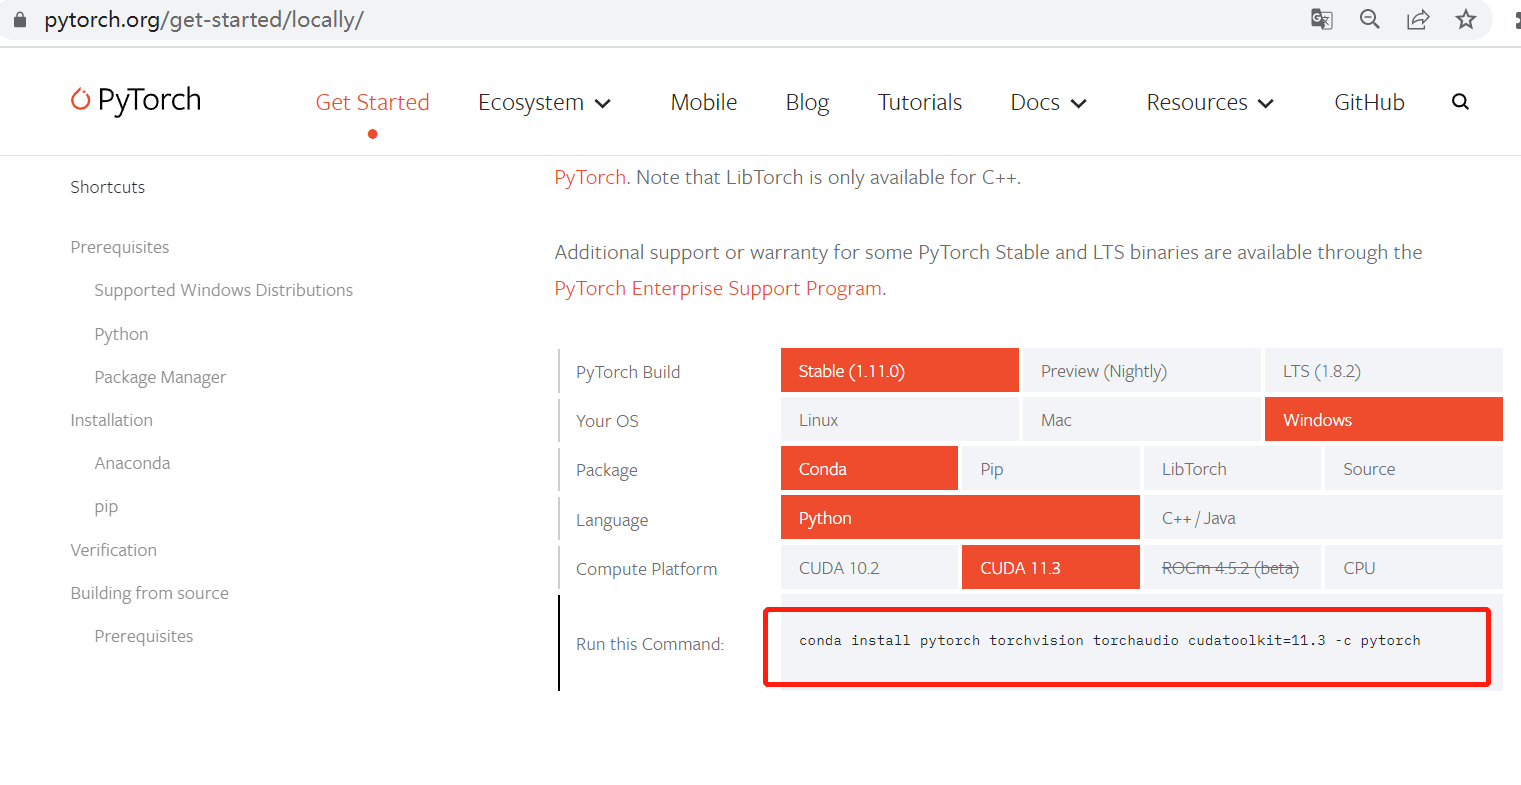 pytorch.org/get-started/locally/
PyTorch
Get Started
Ecosystem
Mobile
Blog
Tutorials
Docs
Resources
GitHub
Shortcuts
Prerequisites
Supported Windows Distributions
Python
Package Manager
Installation
Anaconda
pip
Verification
Building from source
Prerequisites
PyTorch. Note that LibTorch is only available for C++.
Additional support or warranty for some PyTorch Stable and LTS binaries are available through the
PyTorch Enterprise Support Program.
PyTorch Build
Stable (1.11.0)
Preview (Nightly)
LTS (1.8.2)
Your OS
Linux
Mac
Windows
Package
Conda
Pip
LibTorch
Source
Language
Python
C++ / Java
Compute Platform
CUDA 10.2
CUDA 11.3
ROCm 4.5.2 (beta)
CPU
Run this Command:
conda install pytorch torchvision torchaudio cudatoolkit=11.3 -c pytorch